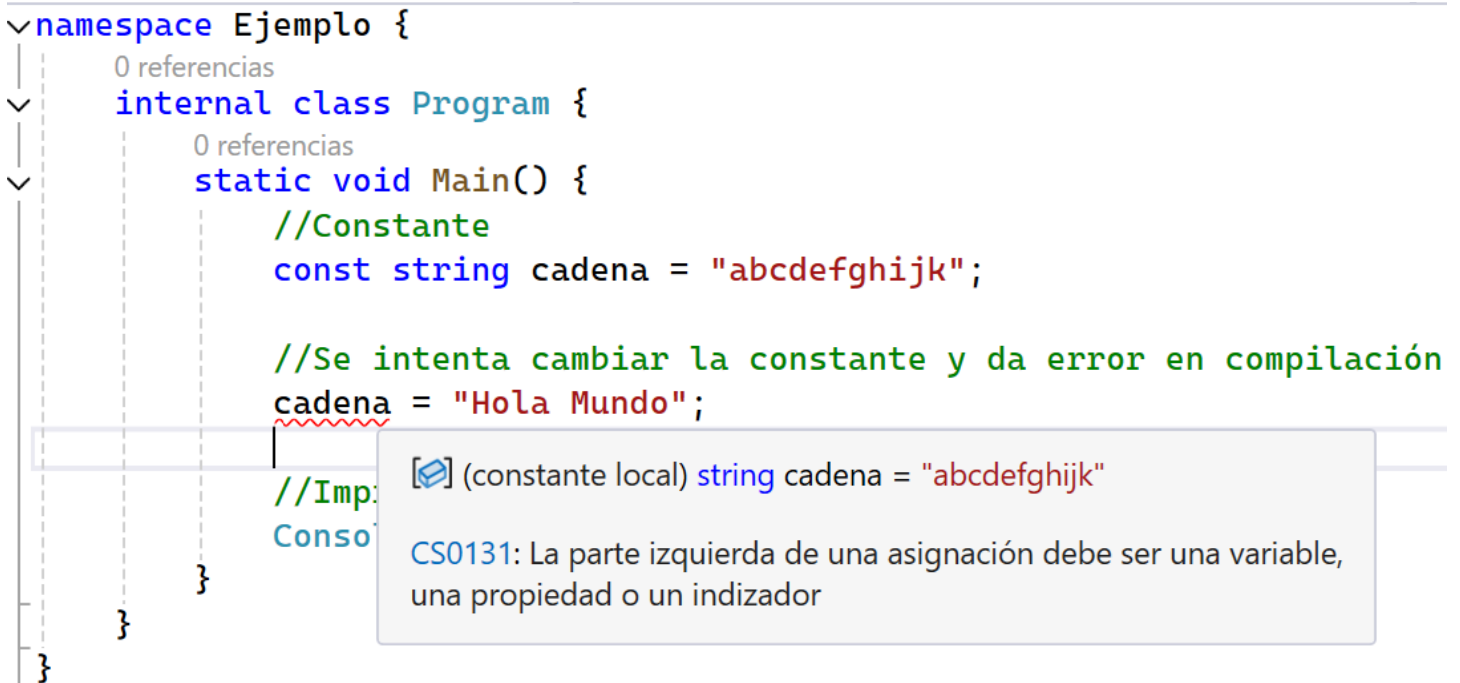 namespace Ejemplo {
0 referencias
internal class Program {
0 referencias
static void Main() {
//Constante
const string cadena = "abcdefghijk";
//Se intenta cambiar la constante y da error en compilación
cadena = "Hola Mundo";
(constante local) string cadena = "abcdefghijk"
CS0131: La parte izquierda de una asignación debe ser una variable,
una propiedad o un indizador
}
}
}